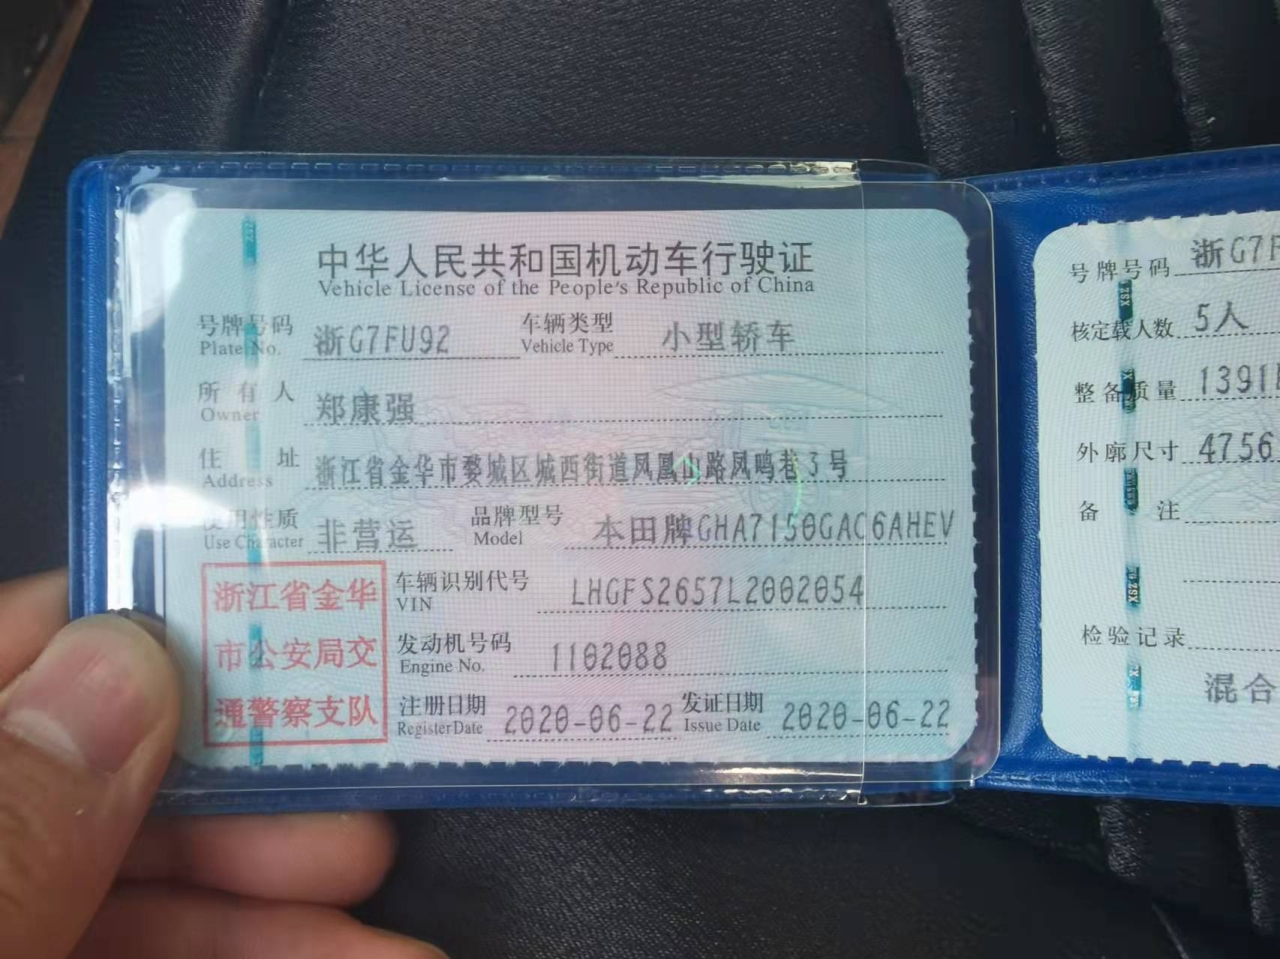 中华人民共和国机动车行驶证
Vehicle License of the People's Republic of China
号牌号码 浙G7FU92 车辆类型 小型轿车
Plate No. Vehicle Type
所有人 郑康强
Owner
住址 浙江省金华市婺城区城西街道凤凰山路凤鸣巷3号
Address
使用性质 非营运 品牌型号 本田牌GHA7150GAC6AHEV
Use Character Model
浙江省金华
市公安局交
通警察支队
车辆识别代号 LHGFS2657L2002054
VIN
发动机号码 1102088
Engine No.
注册日期 2020-06-22 发证日期 2020-06-22
Register Date Issue Date
号牌号码 浙G7F
核定载人数 5人
整备质量 1391
外廓尺寸 4756
备注
检验记录
混合